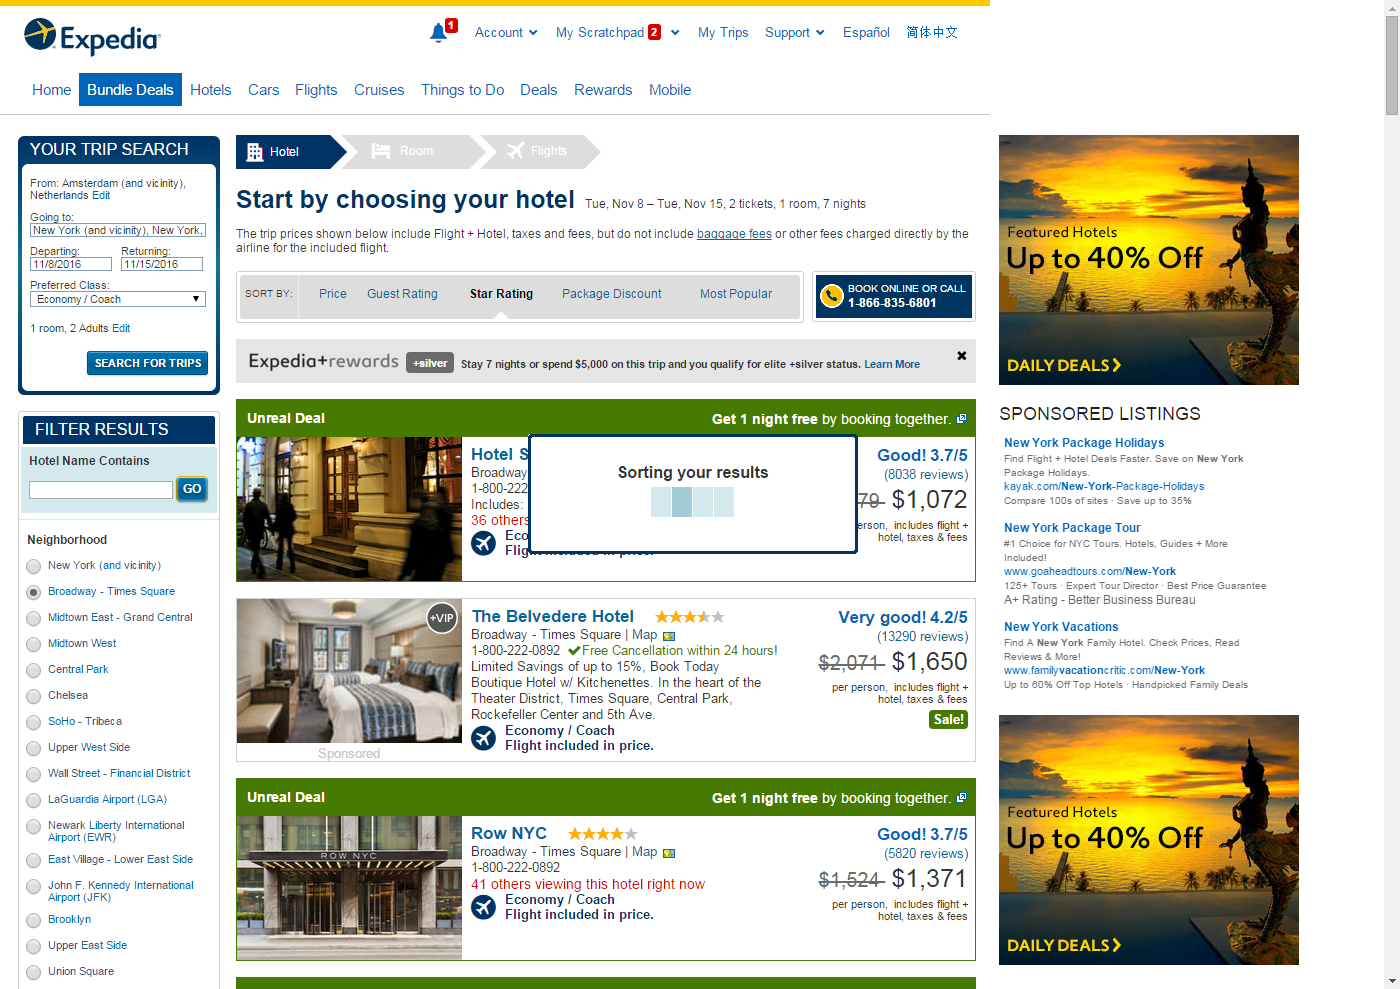 Expedia
1
Account
My Scratchpad 2
My Trips
Support
Español
简体中文
Home
Bundle Deals
Hotels
Cars
Flights
Cruises
Things to Do
Deals
Rewards
Mobile
YOUR TRIP SEARCH
From: Amsterdam (and vicinity),
Netherlands Edit
Going to:
New York (and vicinity), New York,
Departing:
Returning:
11/8/2016
11/15/2016
Preferred Class:
Economy / Coach
1 room, 2 Adults Edit
SEARCH FOR TRIPS
FILTER RESULTS
Hotel Name Contains
GO
Neighborhood
New York (and vicinity)
Broadway - Times Square
Midtown East - Grand Central
Midtown West
Central Park
Chelsea
SoHo - Tribeca
Upper West Side
Wall Street - Financial District
LaGuardia Airport (LGA)
Newark Liberty International
Airport (EWR)
East Village - Lower East Side
John F. Kennedy International
Airport (JFK)
Brooklyn
Upper East Side
Union Square
Hotel
Room
Flights
Start by choosing your hotel
Tue, Nov 8 – Tue, Nov 15, 2 tickets, 1 room, 7 nights
The trip prices shown below include Flight + Hotel, taxes and fees, but do not include baggage fees or other fees charged directly by the
airline for the included flight.
SORT BY:
Price
Guest Rating
Star Rating
Package Discount
Most Popular
BOOK ONLINE OR CALL
1-866-835-6801
Expedia+rewards
+silver
Stay 7 nights or spend $5,000 on this trip and you qualify for elite +silver status. Learn More
Unreal Deal
Get 1 night free by booking together.
Hotel S
Broadway
1-800-222
Includes:
36 others
Eco
Flight included in price.
Sorting your results
Good! 3.7/5
(8038 reviews)
79 $1,072
erson, includes flight +
hotel, taxes & fees
+VIP
Sponsored
The Belvedere Hotel
Broadway - Times Square | Map
1-800-222-0892 Free Cancellation within 24 hours!
Limited Savings of up to 15%, Book Today
Boutique Hotel w/ Kitchenettes. In the heart of the
Theater District, Times Square, Central Park,
Rockefeller Center and 5th Ave.
Economy / Coach
Flight included in price.
Very good! 4.2/5
(13290 reviews)
$2,071 $1,650
per person, includes flight +
hotel, taxes & fees
Sale!
Unreal Deal
Get 1 night free by booking together.
ROW NYC
Row NYC
Broadway - Times Square | Map
1-800-222-0892
41 others viewing this hotel right now
Economy / Coach
Flight included in price.
Good! 3.7/5
(5820 reviews)
$1,524 $1,371
per person, includes flight +
hotel, taxes & fees
Featured Hotels
Up to 40% Off
DAILY DEALS
SPONSORED LISTINGS
New York Package Holidays
Find Flight + Hotel Deals Faster. Save on New York
Package Holidays.
kayak.com/New-York-Package-Holidays
Compare 100s of sites · Save up to 35%
New York Package Tour
#1 Choice for NYC Tours. Hotels, Guides + More
Included!
www.goaheadtours.com/New-York
125+ Tours · Expert Tour Director · Best Price Guarantee
A+ Rating - Better Business Bureau
New York Vacations
Find A New York Family Hotel. Check Prices, Read
Reviews & More!
www.familyvacationcritic.com/New-York
Up to 60% Off Top Hotels · Handpicked Family Deals
Featured Hotels
Up to 40% Off
DAILY DEALS